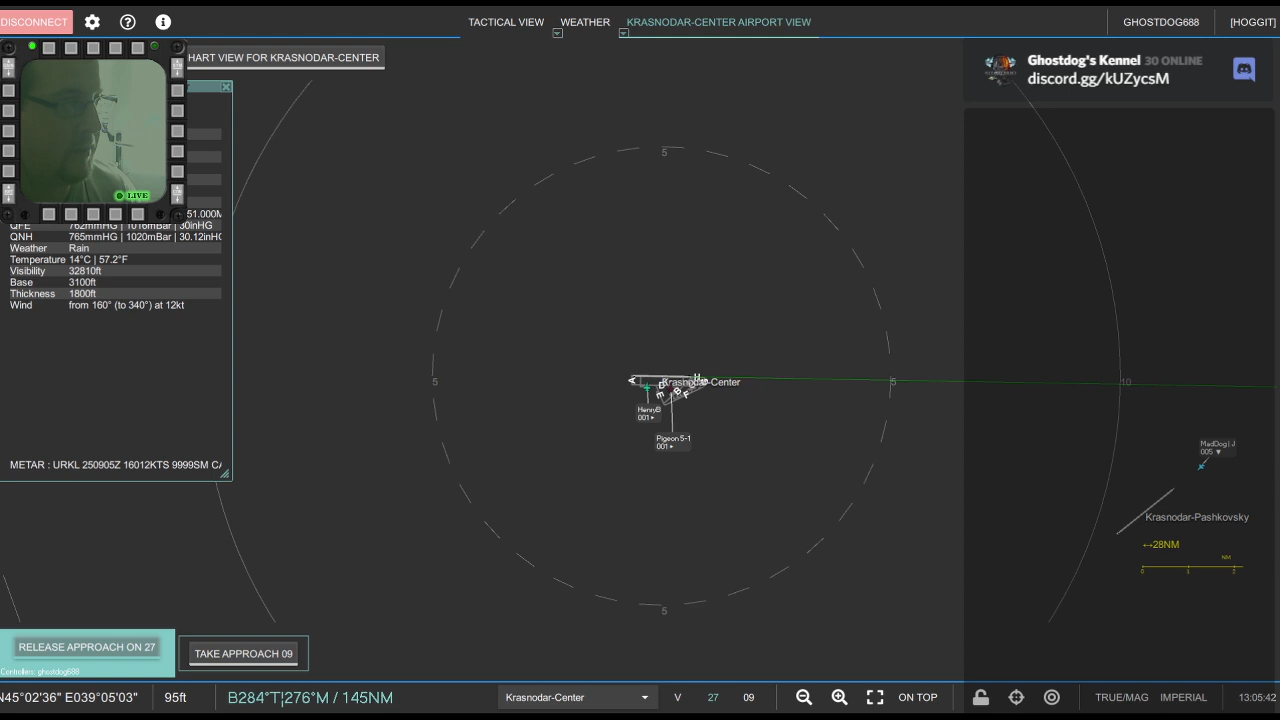 DISCONNECT
TACTICAL VIEW
WEATHER
KRASNODAR-CENTER AIRPORT VIEW
GHOSTDOG688
[HOGGIT]
HART VIEW FOR KRASNODAR-CENTER
Ghostdog's Kennel 30 ONLINE
discord.gg/kUZycsM
LIVE
51.000M
QFE 762mmHG | 1016mBar | 30inHG
QNH 765mmHG | 1020mBar | 30.12inHG
Weather Rain
Temperature 14°C | 57.2°F
Visibility 32810ft
Base 3100ft
Thickness 1800ft
Wind from 160° (to 340°) at 12kt
METAR : URKL 250905Z 16012KTS 9999SM CA
5
5
5
5
10
A
H
Krasnodar-Center
E
B
F
HenryB
001
Pigeon 5-1
001
MadDog | J
005 ▼
Krasnodar-Pashkovsky
↔28NM
NM
RELEASE APPROACH ON 27
Controllers: ghostdog688
TAKE APPROACH 09
N45°02'36" E039°05'03"
95ft
B284°T¦276°M / 145NM
Krasnodar-Center
V
27
09
ON TOP
TRUE/MAG
IMPERIAL
13:05:42